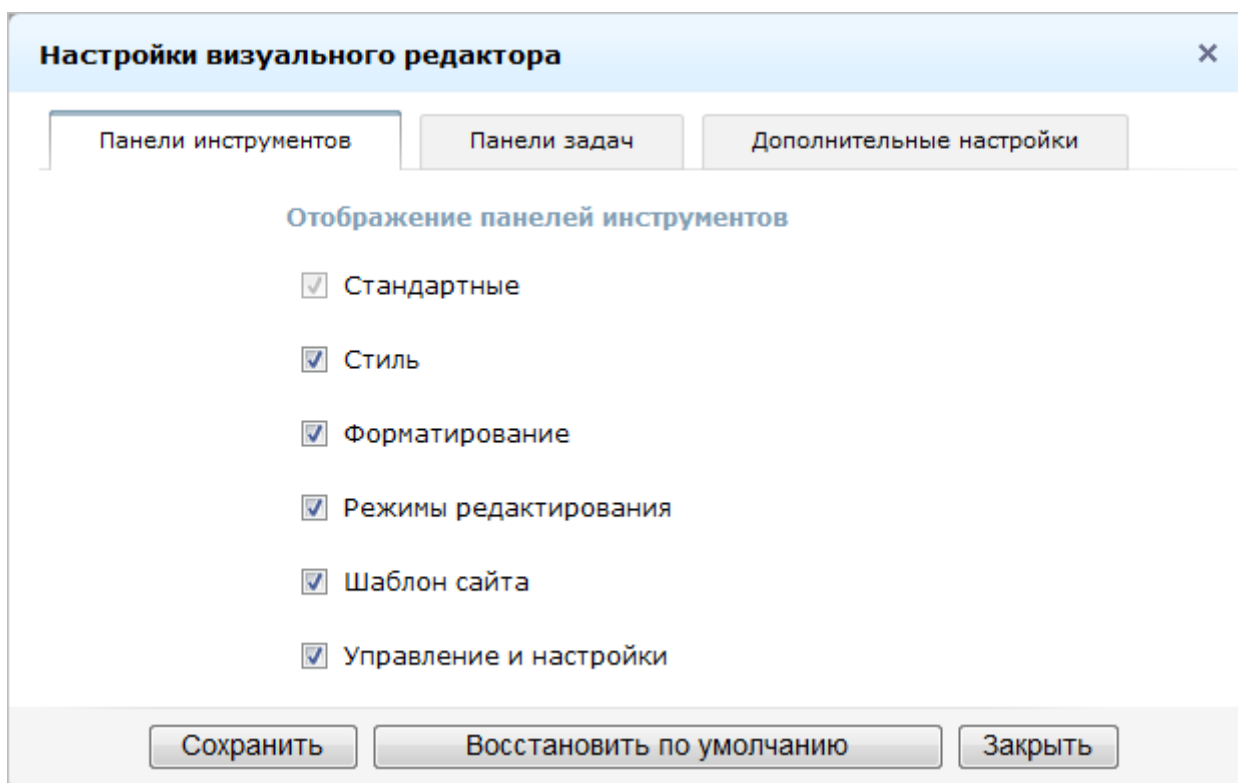 Настройки визуального редактора
Панели инструментов Панели задач Дополнительные настройки
Отображение панелей инструментов
Стандартные
Стиль
Форматирование
Режимы редактирования
Шаблон сайта
Управление и настройки
Сохранить Восстановить по умолчанию Закрыть